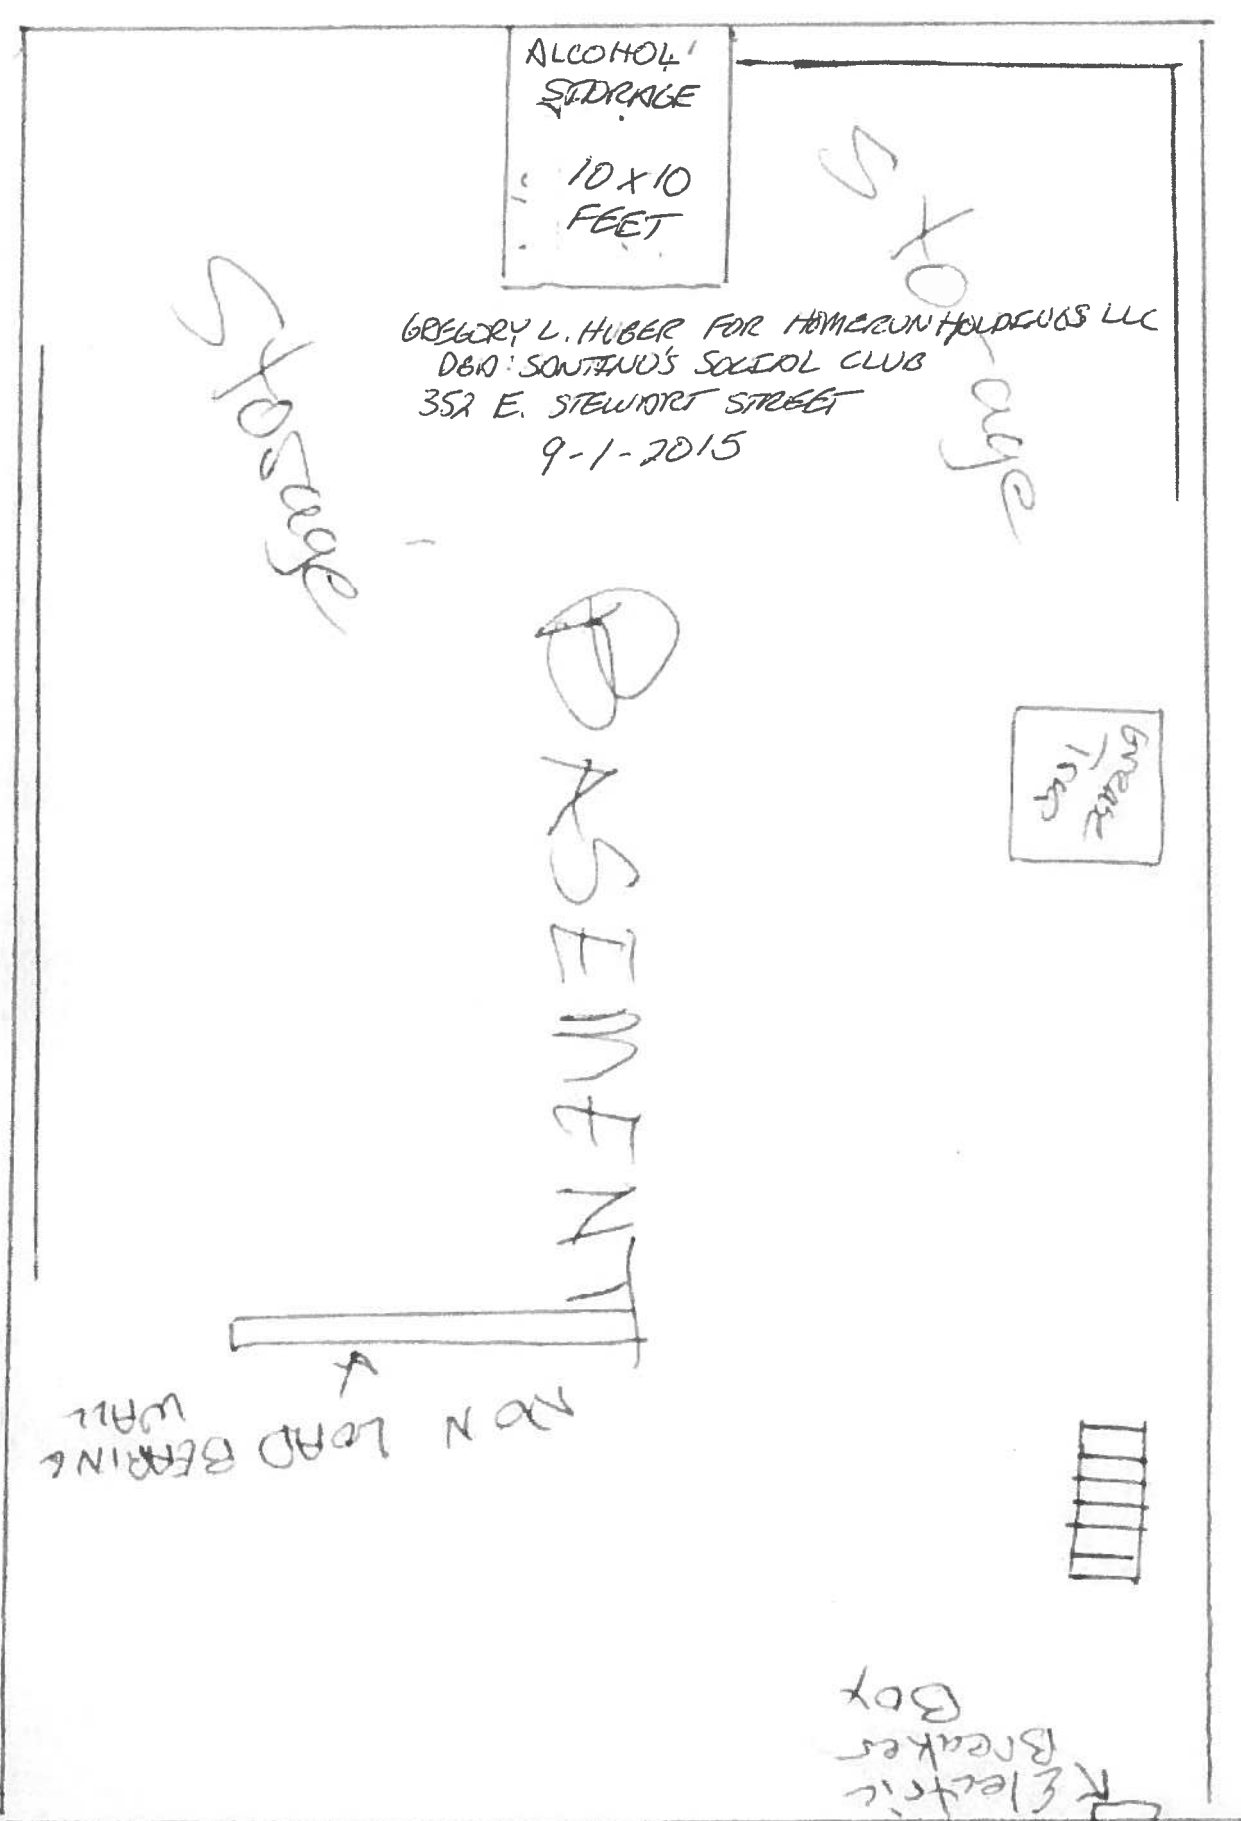 ALCOHOL
STORAGE
10 X 10
FEET
Storage
Storage
GREGORY L. HUBER FOR HOMERUN HOLDINGS LLC
DBA: SONTINO'S SOCIAL CLUB
352 E. STEWART STREET
9-1-2015
BASEMENT
Grease
Trap
NON LOAD BEARING
WALL
Electric
Breaker
Box